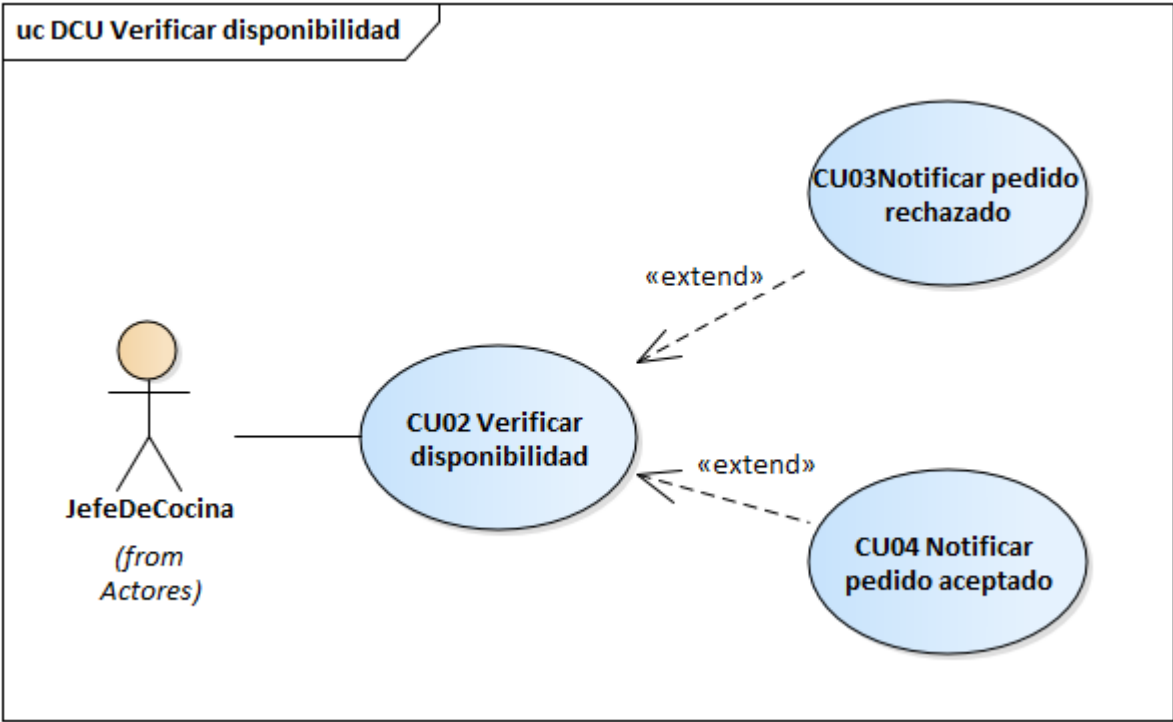 uc DCU Verificar disponibilidad
CU03Notificar pedido
rechazado
«extend»
CU02 Verificar
disponibilidad
«extend»
JefeDeCocina
(from
Actores)
CU04 Notificar
pedido aceptado